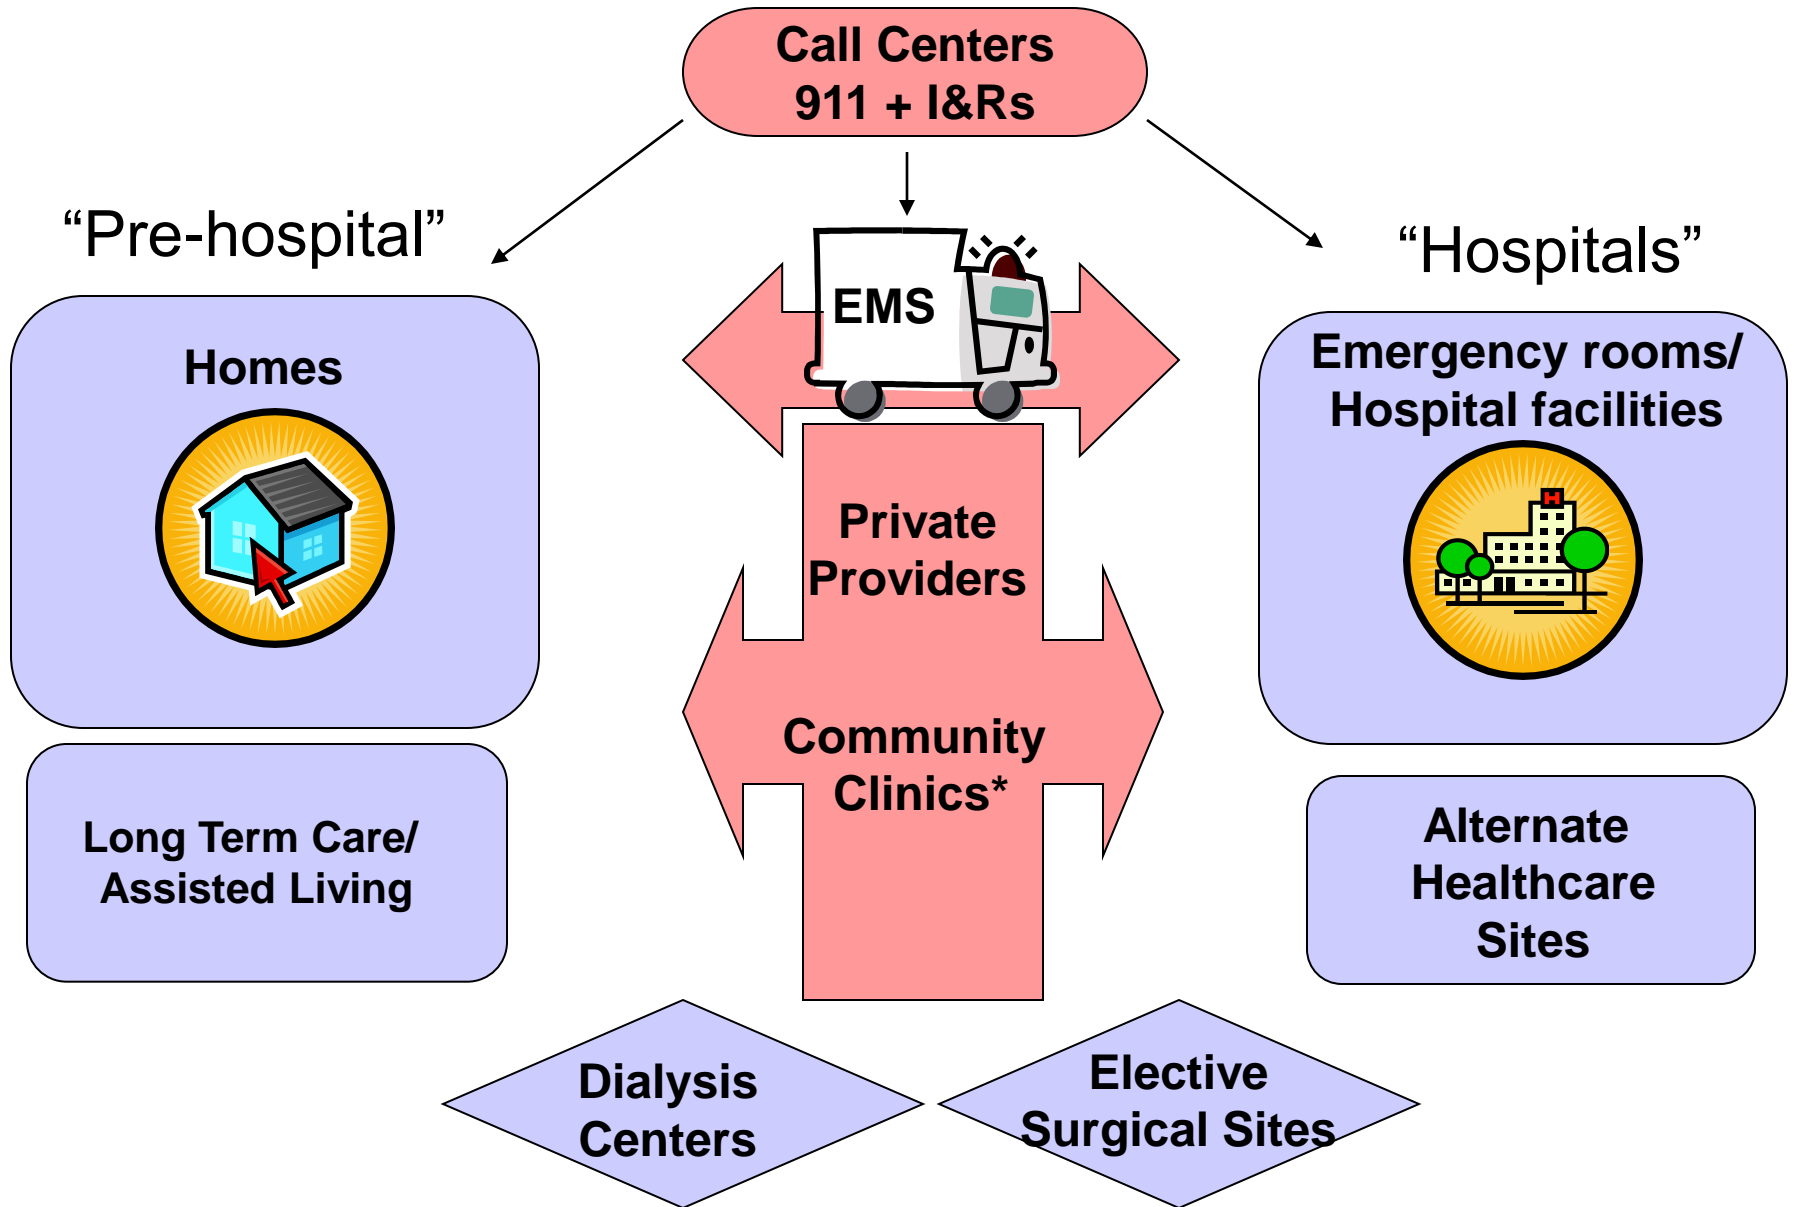 Call Centers
911 + I&Rs
“Pre-hospital”
“Hospitals”
EMS
Homes
Emergency rooms/
Hospital facilities
H
Private
Providers
Community
Clinics*
Long Term Care/
Assisted Living
Alternate
Healthcare
Sites
Dialysis
Centers
Elective
Surgical Sites